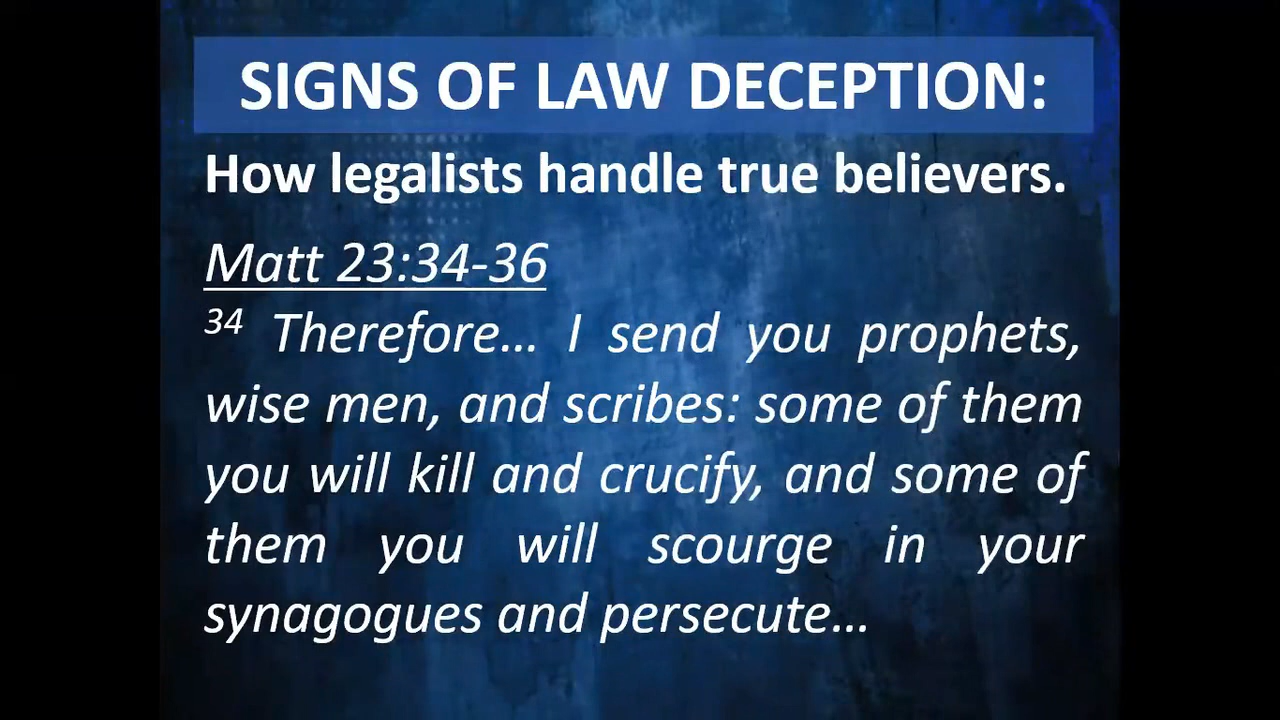 SIGNS OF LAW DECEPTION:
How legalists handle true believers.
Matt 23:34-36
34 Therefore… I send you prophets,
wise men, and scribes: some of them
you will kill and crucify, and some of
them you will scourge in your
synagogues and persecute…